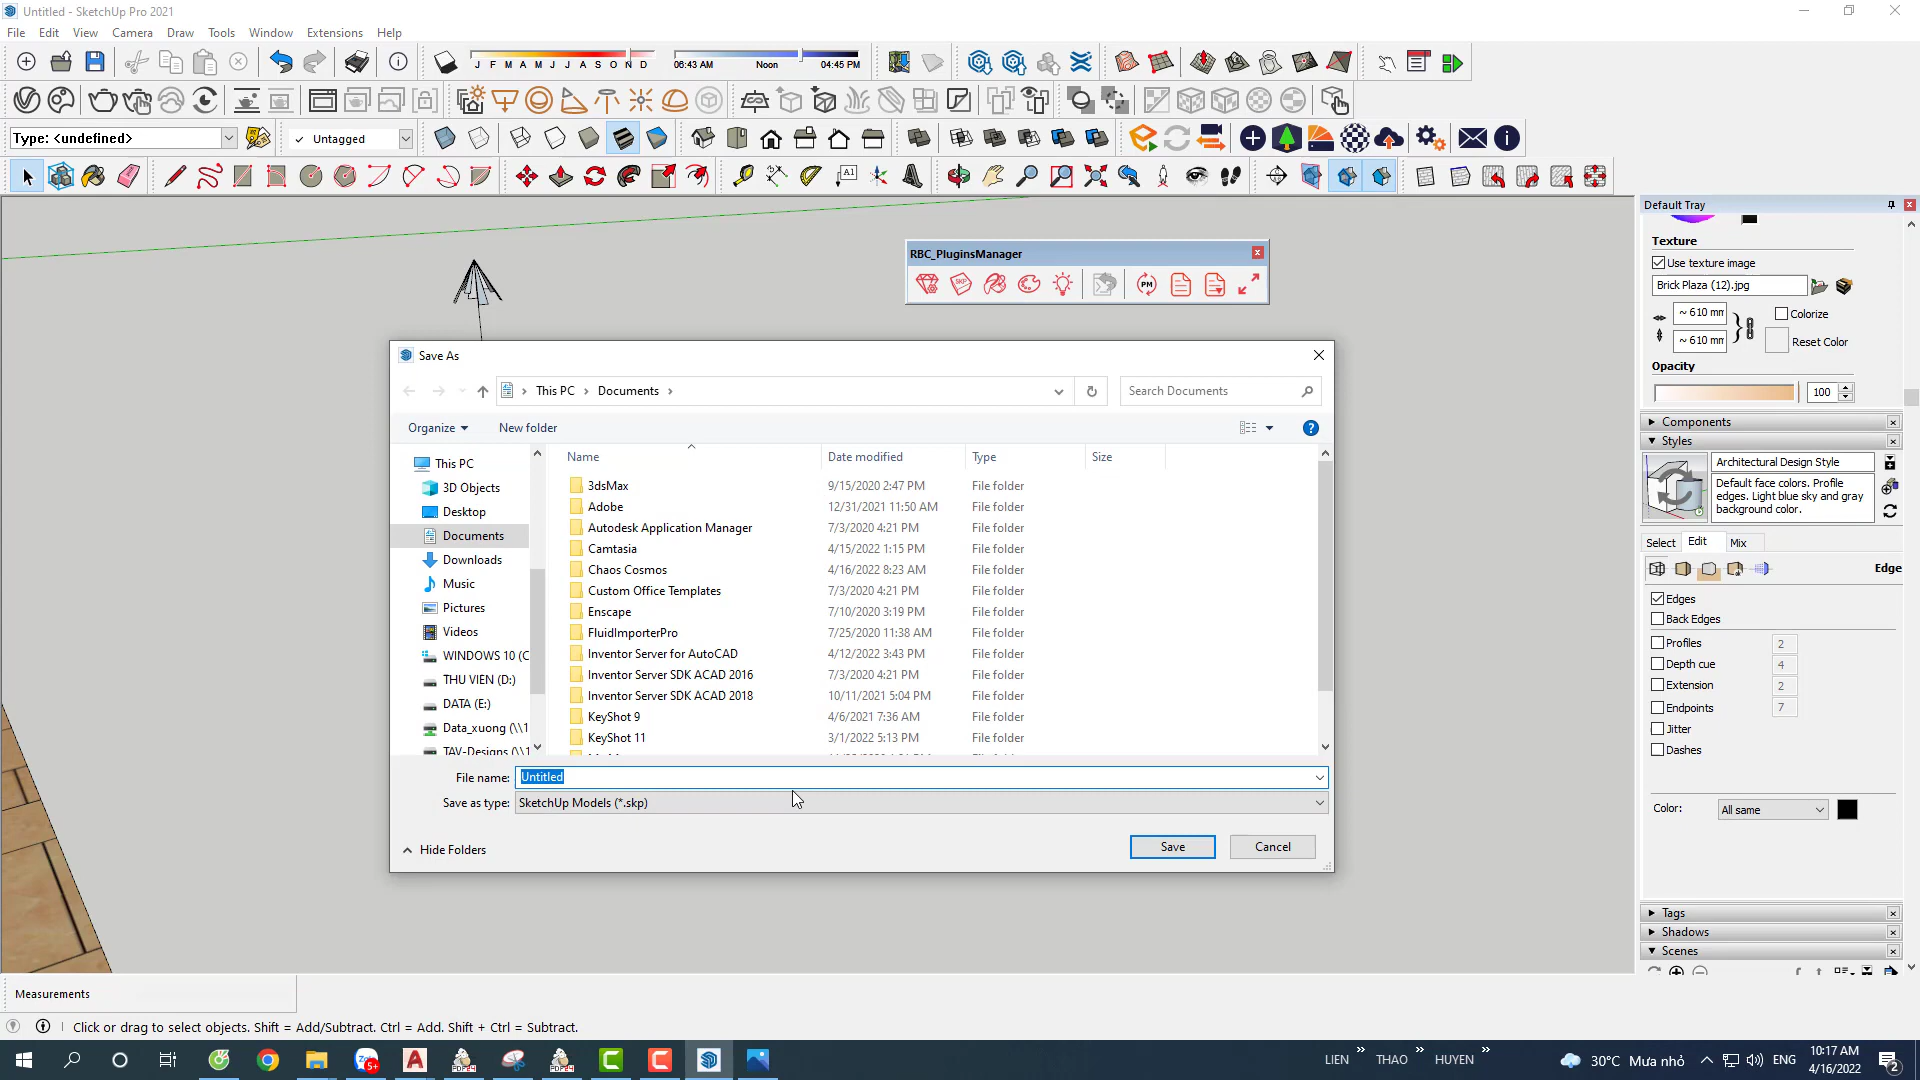 Untitled - SketchUp Pro 2021
File Edit View Camera Draw Tools Window Extensions Help
J F M A M J J A S O N D 06:43 AM Noon 04:45 PM
Type: <undefined> Untagged
A1
Default Tray
Texture
Use texture image
Brick Plaza (12).jpg
~ 610 mm Colorize
~ 610 mm Reset Color
Opacity
100
Components
Styles
Architectural Design Style
Default face colors. Profile
edges. Light blue sky and gray
background color.
Select Edit Mix
Edge
Edges
Back Edges
Profiles 2
Depth cue 4
Extension 2
Endpoints 7
Jitter
Dashes
Color: All same
Tags
Shadows
Scenes
RBC_PluginsManager
PM
Save As
This PC Documents
Search Documents
Organize New folder
This PC
3D Objects
Desktop
Documents
Downloads
Music
Pictures
Videos
WINDOWS 10 (C
THU VIEN (D:)
DATA (E:)
Data_xuong (\\1
TAV-Designs (\\1
Name Date modified Type Size
3dsMax 9/15/2020 2:47 PM File folder
Adobe 12/31/2021 11:50 AM File folder
Autodesk Application Manager 7/3/2020 4:21 PM File folder
Camtasia 4/15/2022 1:15 PM File folder
Chaos Cosmos 4/16/2022 8:23 AM File folder
Custom Office Templates 7/3/2020 4:21 PM File folder
Enscape 7/10/2020 3:19 PM File folder
FluidImporterPro 7/25/2020 11:38 AM File folder
Inventor Server for AutoCAD 4/12/2022 3:43 PM File folder
Inventor Server SDK ACAD 2016 7/3/2020 4:21 PM File folder
Inventor Server SDK ACAD 2018 10/11/2021 5:04 PM File folder
KeyShot 9 4/6/2021 7:36 AM File folder
KeyShot 11 3/1/2022 5:13 PM File folder
File name: Untitled
Save as type: SketchUp Models (*.skp)
Hide Folders Save Cancel
Measurements
Click or drag to select objects. Shift = Add/Subtract. Ctrl = Add. Shift + Ctrl = Subtract.
5+
LIEN THAO HUYEN 30°C Mưa nhỏ ENG 10:17 AM
4/16/2022
2